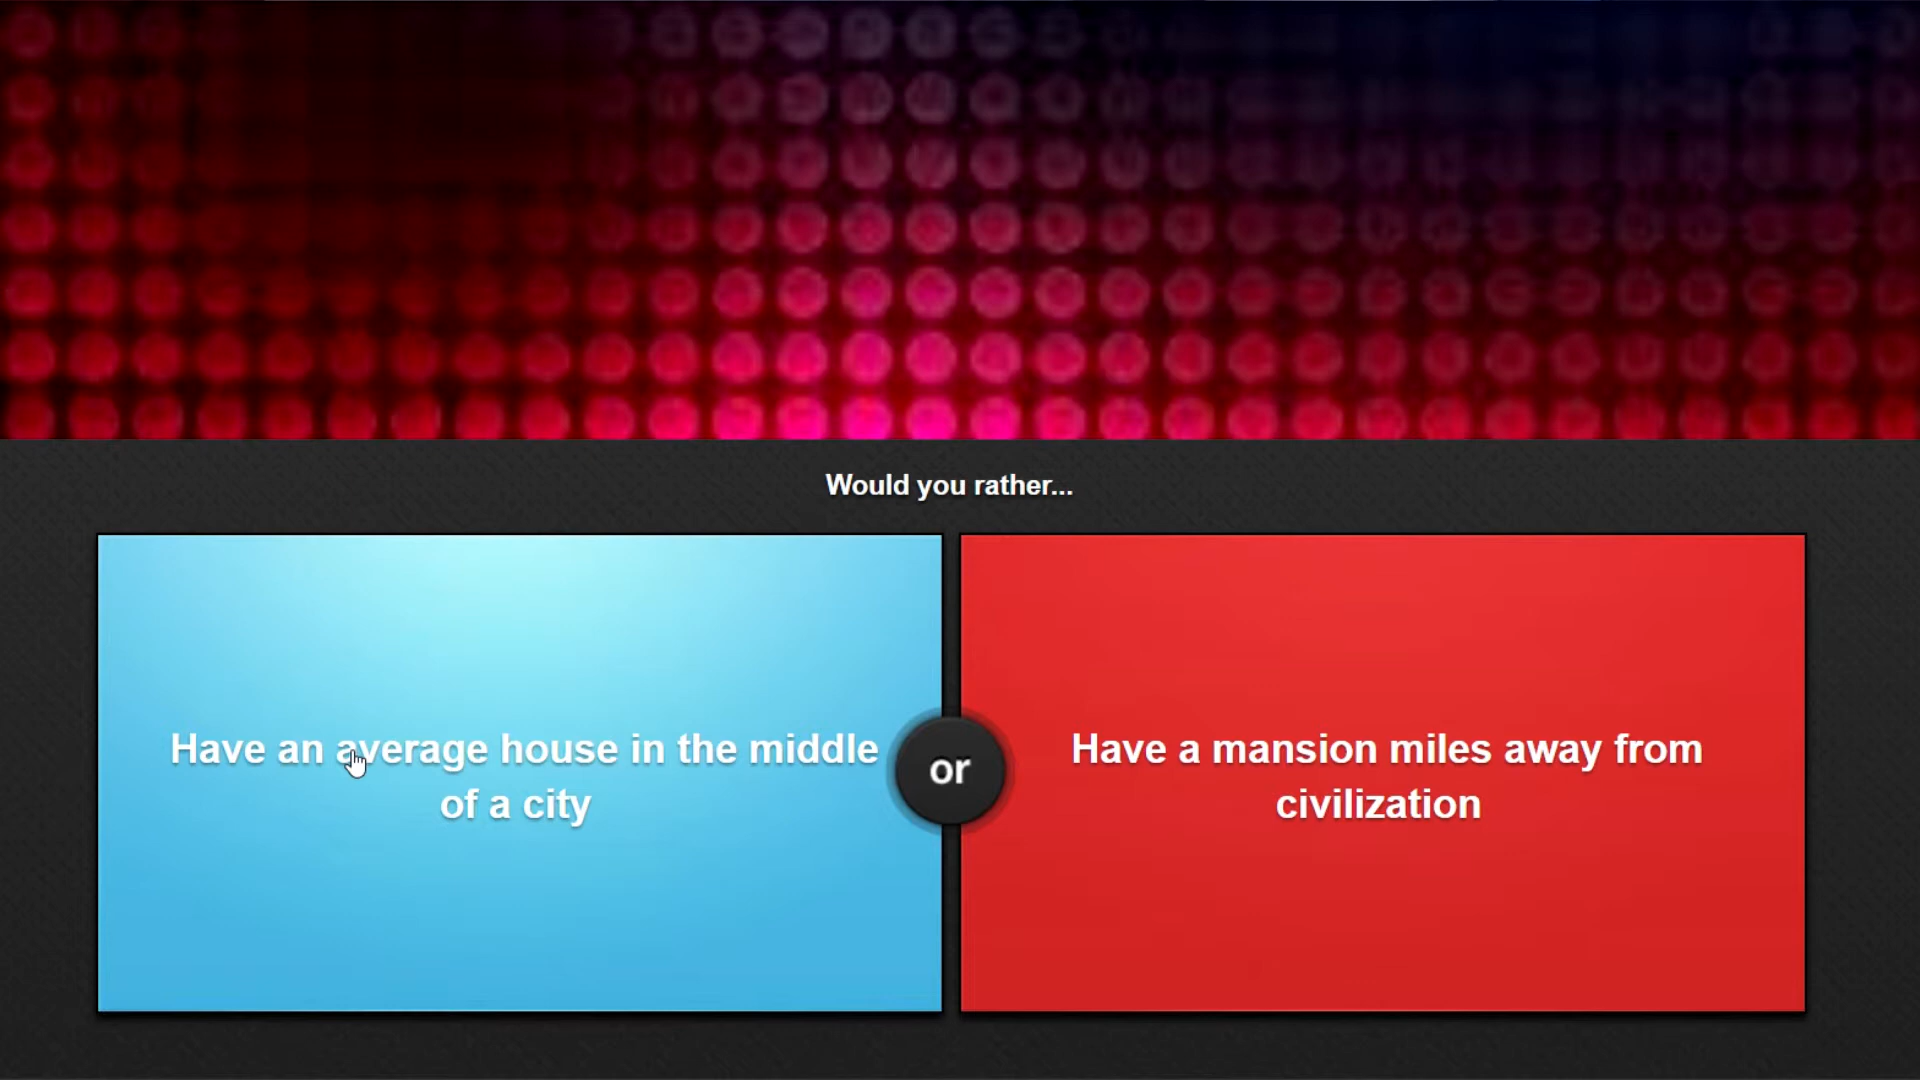 Would you rather...
Have an average house in the middle
of a city
or
Have a mansion miles away from
civilization